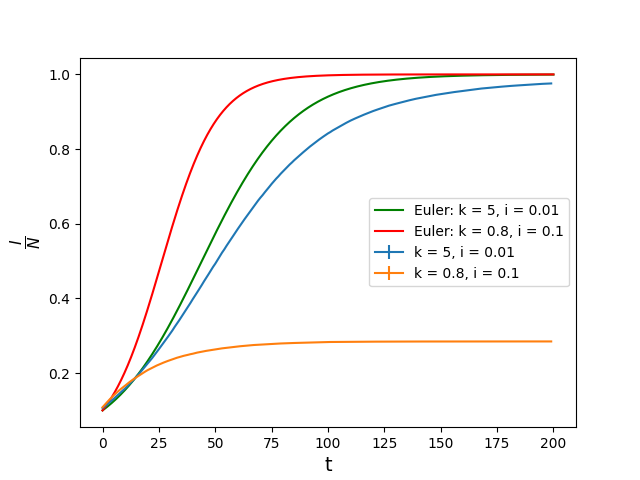 1.0
0.8
0.6
0.4
0.2
I
N
Euler: k = 5, i = 0.01
Euler: k = 0.8, i = 0.1
k = 5, i = 0.01
k = 0.8, i = 0.1
0 25 50 75 100 125 150 175 200
t